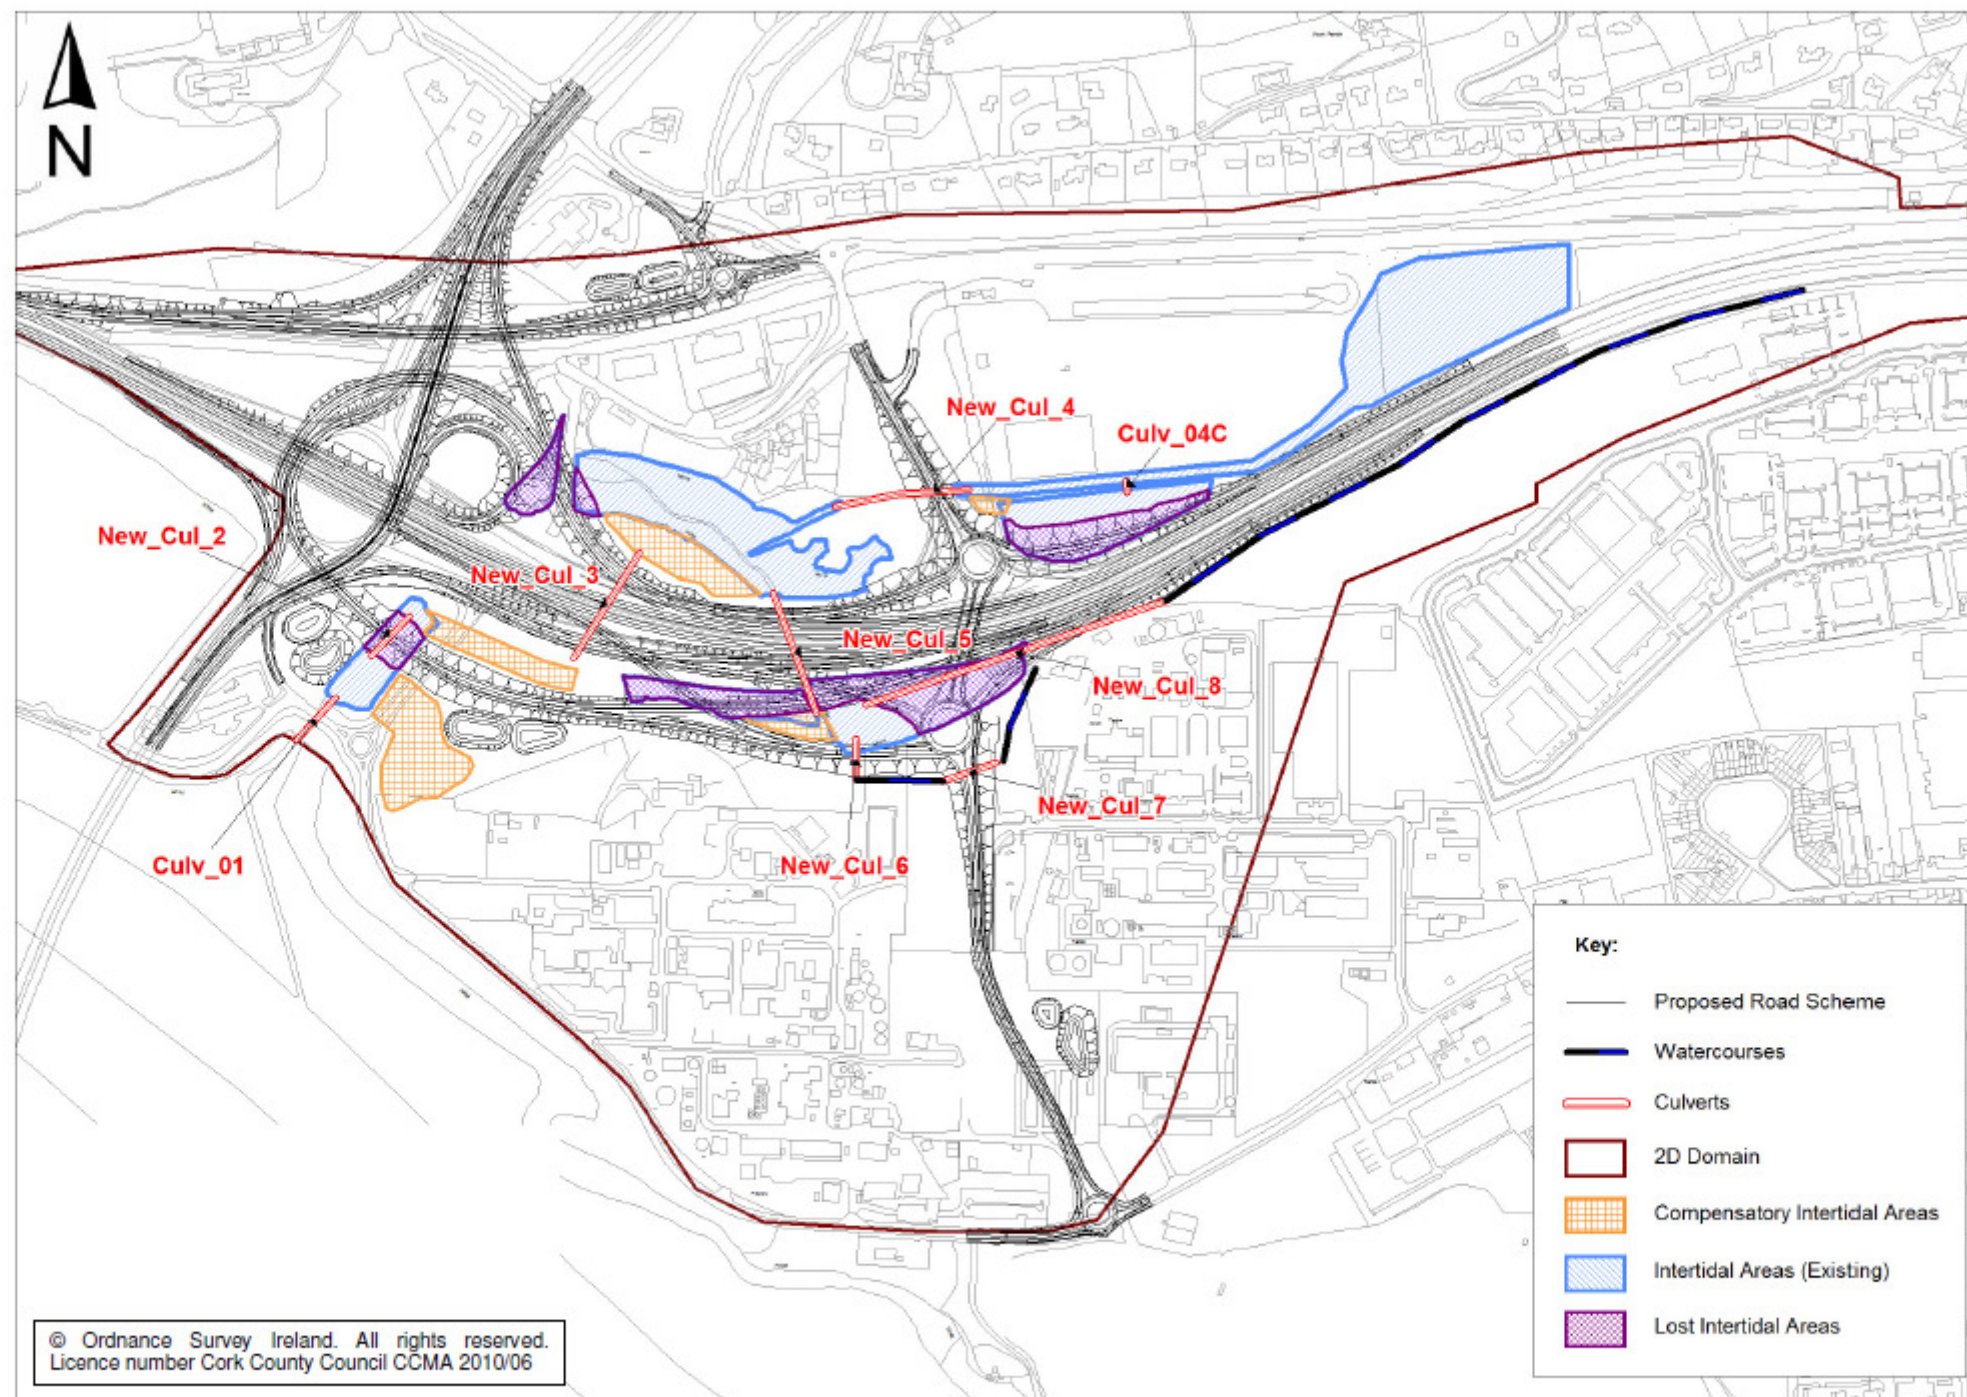 N
New_Cul_4
Culv_04C
New_Cul_2
New_Cul_3
New_Cul_5
New_Cul_8
New_Cul_7
New_Cul_6
Culv_01
Key:
Proposed Road Scheme
Watercourses
Culverts
2D Domain
Compensatory Intertidal Areas
Intertidal Areas (Existing)
Lost Intertidal Areas
© Ordnance Survey Ireland. All rights reserved.
Licence number Cork County Council CCMA 2010/06